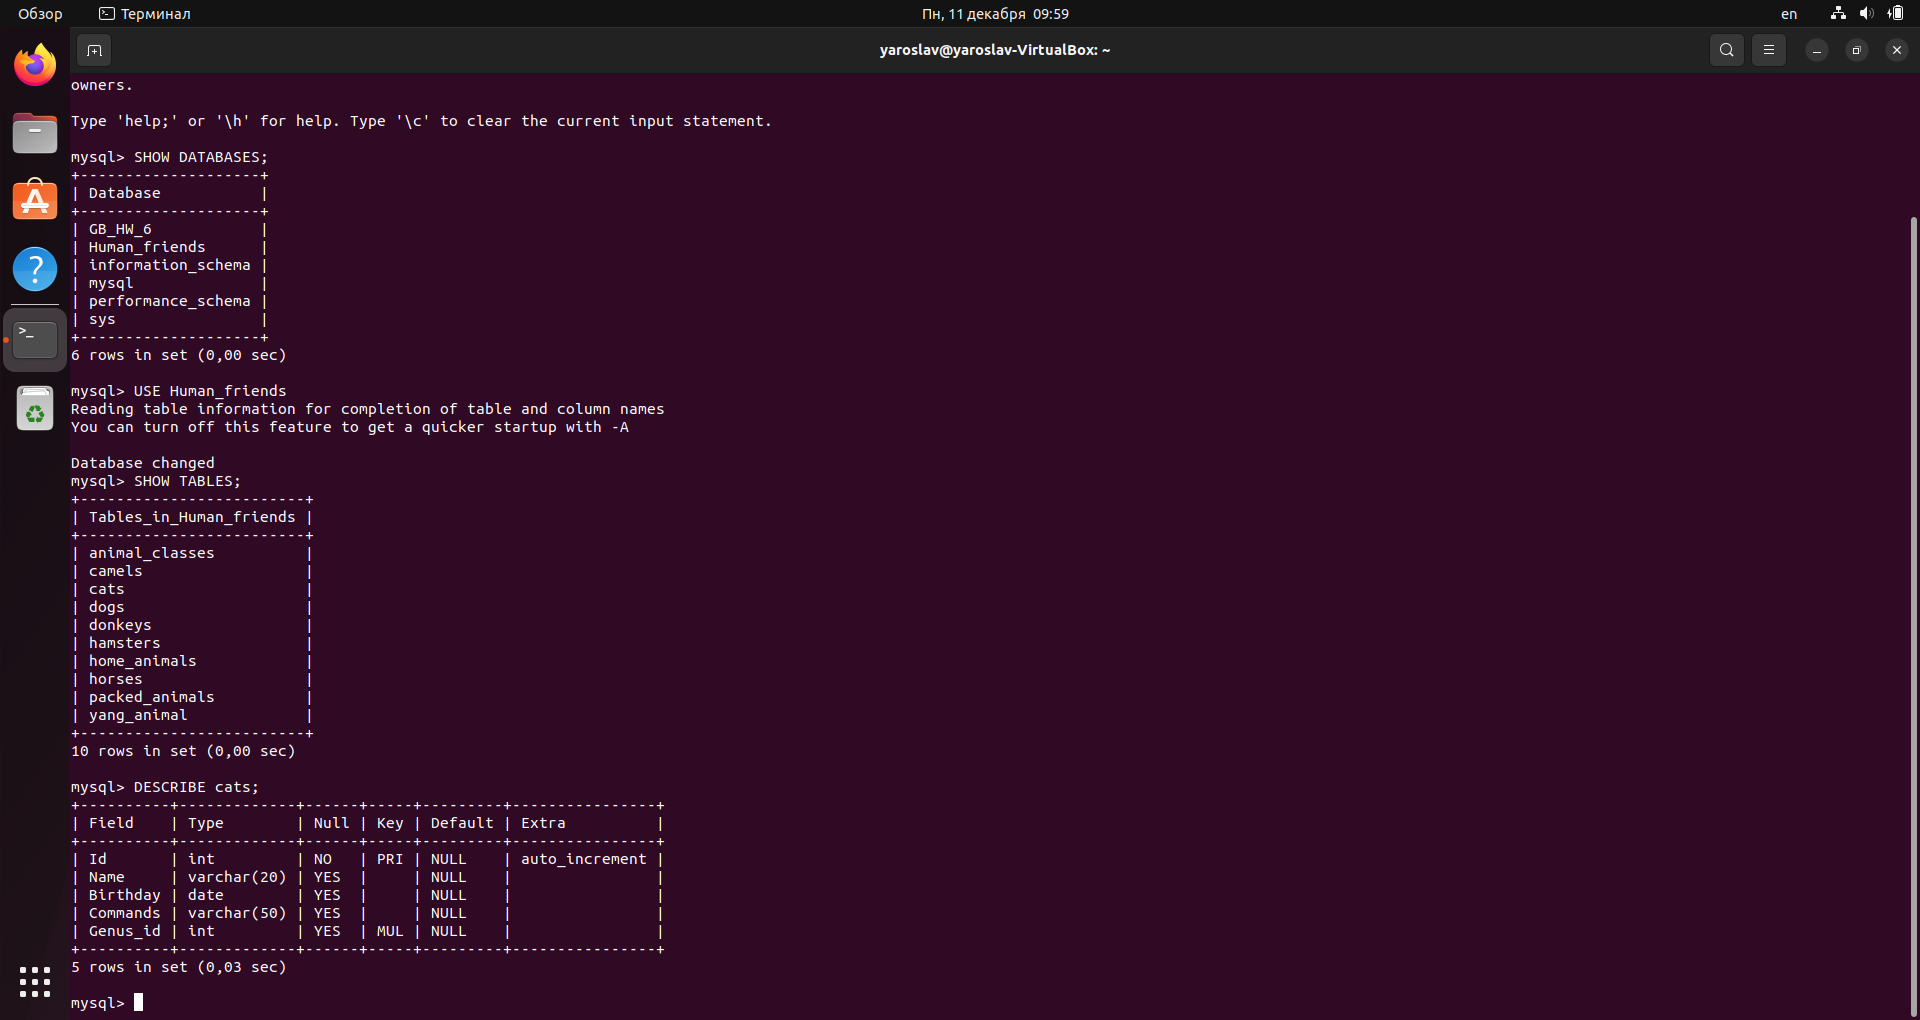 Обзор
Терминал
Пн, 11 декабря 09:59
en
yaroslav@yaroslav-VirtualBox: ~
owners.
Type 'help;' or '\h' for help. Type '\c' to clear the current input statement.
mysql> SHOW DATABASES;
+--------------------+
| Database           |
+--------------------+
| GB_HW_6            |
| Human_friends      |
| information_schema |
| mysql              |
| performance_schema |
| sys                |
+--------------------+
6 rows in set (0,00 sec)
mysql> USE Human_friends
Reading table information for completion of table and column names
You can turn off this feature to get a quicker startup with -A
Database changed
mysql> SHOW TABLES;
+-------------------------+
| Tables_in_Human_friends |
+-------------------------+
| animal_classes          |
| camels                  |
| cats                    |
| dogs                    |
| donkeys                 |
| hamsters                |
| home_animals            |
| horses                  |
| packed_animals          |
| yang_animal             |
+-------------------------+
10 rows in set (0,00 sec)
mysql> DESCRIBE cats;
+----------+-------------+------+-----+---------+----------------+
| Field    | Type        | Null | Key | Default | Extra          |
+----------+-------------+------+-----+---------+----------------+
| Id       | int         | NO   | PRI | NULL    | auto_increment |
| Name     | varchar(20) | YES  |     | NULL    |                |
| Birthday | date        | YES  |     | NULL    |                |
| Commands | varchar(50) | YES  |     | NULL    |                |
| Genus_id | int         | YES  | MUL | NULL    |                |
+----------+-------------+------+-----+---------+----------------+
5 rows in set (0,03 sec)
mysql>